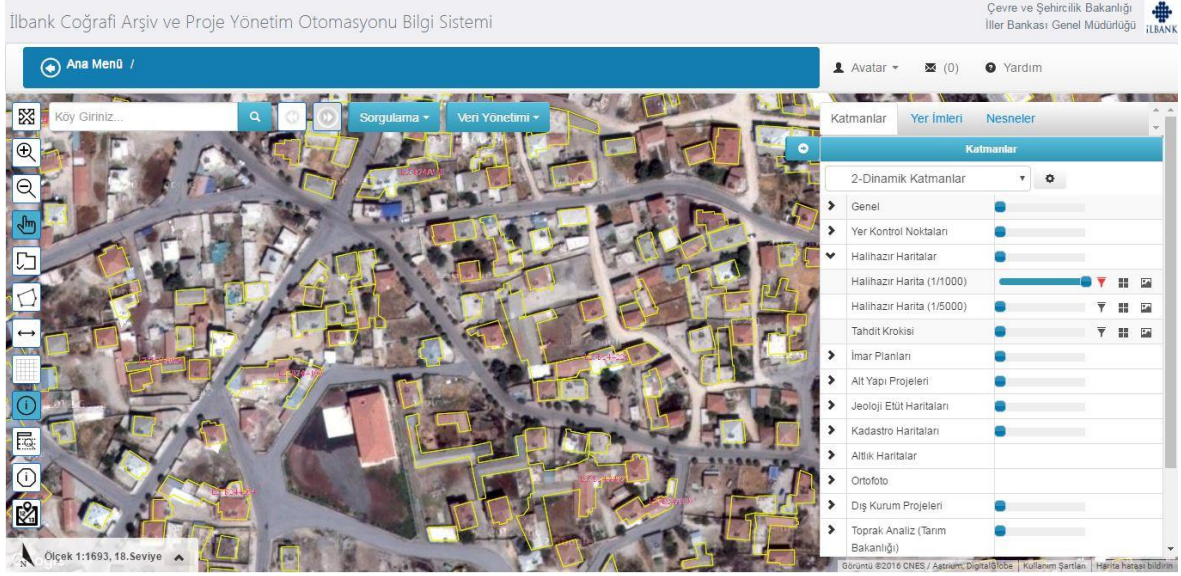 İlbank Coğrafi Arşiv ve Proje Yönetim Otomasyonu Bilgi Sistemi
Çevre ve Şehircilik Bakanlığı
İller Bankası Genel Müdürlüğü
iLBANK
Ana Menü /
Avatar
(0)
Yardım
Köy Giriniz...
Sorgulama
Veri Yönetimi
Katmanlar
Yer İmleri
Nesneler
Katmanlar
2-Dinamik Katmanlar
Genel
Yer Kontrol Noktaları
Halihazır Haritalar
Halihazır Harita (1/1000)
Halihazır Harita (1/5000)
Tahdit Krokisi
İmar Planları
Alt Yapı Projeleri
Jeoloji Etüt Haritaları
Kadastro Haritaları
Altlık Haritalar
Ortofoto
Dış Kurum Projeleri
Toprak Analiz (Tarım
Bakanlığı)
N
Ölçek 1:1693, 18.Seviye
Görüntü ©2016 CNES / Astrium, DigitalGlobe
Kullanım Şartları
Harita hatası bildirin